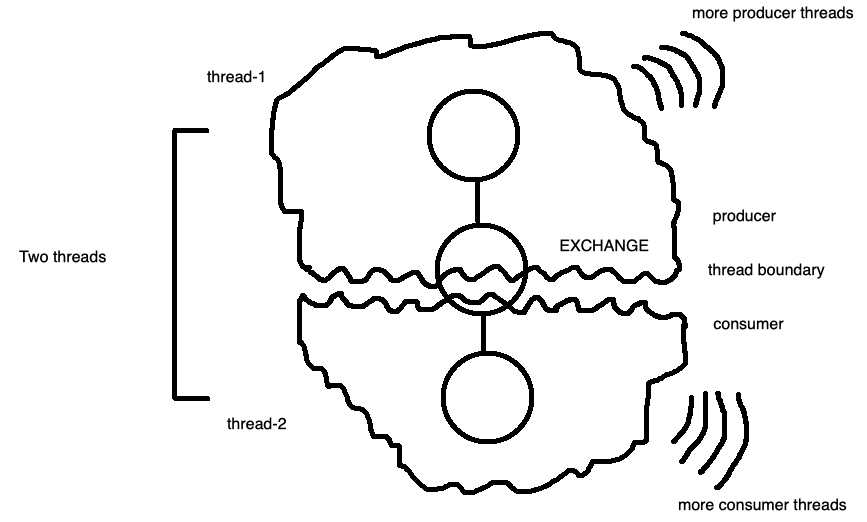 more producer threads
thread-1
producer
EXCHANGE
Two threads
thread boundary
consumer
thread-2
more consumer threads